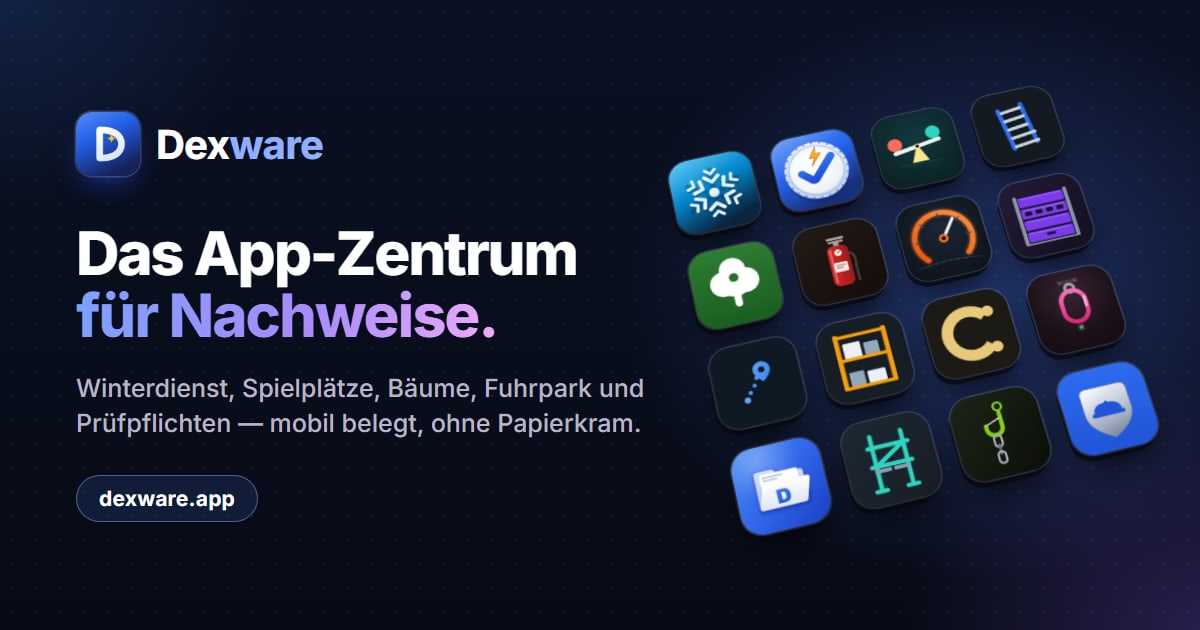 Dexware
Das App-Zentrum
für Nachweise.
Winterdienst, Spielplätze, Bäume, Fuhrpark und
Prüfpflichten — mobil belegt, ohne Papierkram.
dexware.app
D